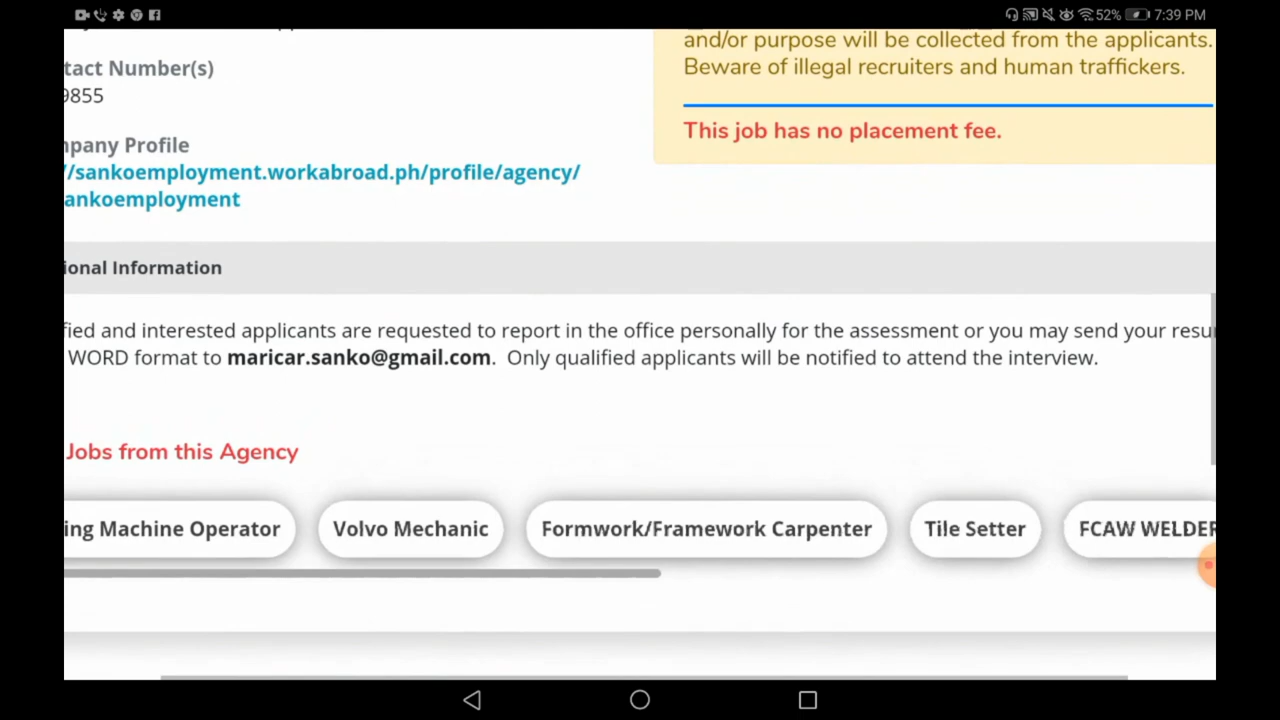 52% 7:39 PM
and/or purpose will be collected from the applicants.
Beware of illegal recruiters and human traffickers.
This job has no placement fee.
tact Number(s)
9855
npany Profile
//sankoemployment.workabroad.ph/profile/agency/
ankoemployment
ional Information
fied and interested applicants are requested to report in the office personally for the assessment or you may send your resu
WORD format to maricar.sanko@gmail.com. Only qualified applicants will be notified to attend the interview.
Jobs from this Agency
ing Machine Operator
Volvo Mechanic
Formwork/Framework Carpenter
Tile Setter
FCAW WELDER